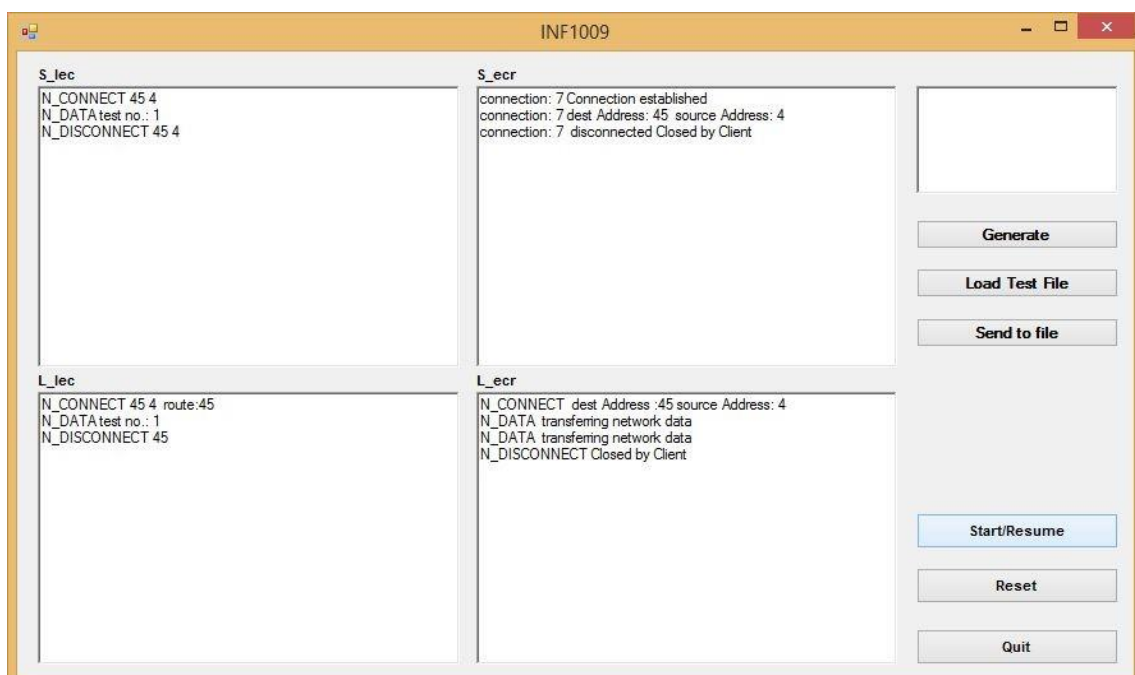 INF1009
S_lec
N_CONNECT 45 4
N_DATA test no.: 1
N_DISCONNECT 45 4
S_ecr
connection: 7 Connection established
connection: 7 dest Address: 45 source Address: 4
connection: 7 disconnected Closed by Client
Generate
Load Test File
Send to file
L_lec
N_CONNECT 45 4 route:45
N_DATA test no.: 1
N_DISCONNECT 45
L_ecr
N_CONNECT dest Address :45 source Address: 4
N_DATA transferring network data
N_DATA transferring network data
N_DISCONNECT Closed by Client
Start/Resume
Reset
Quit